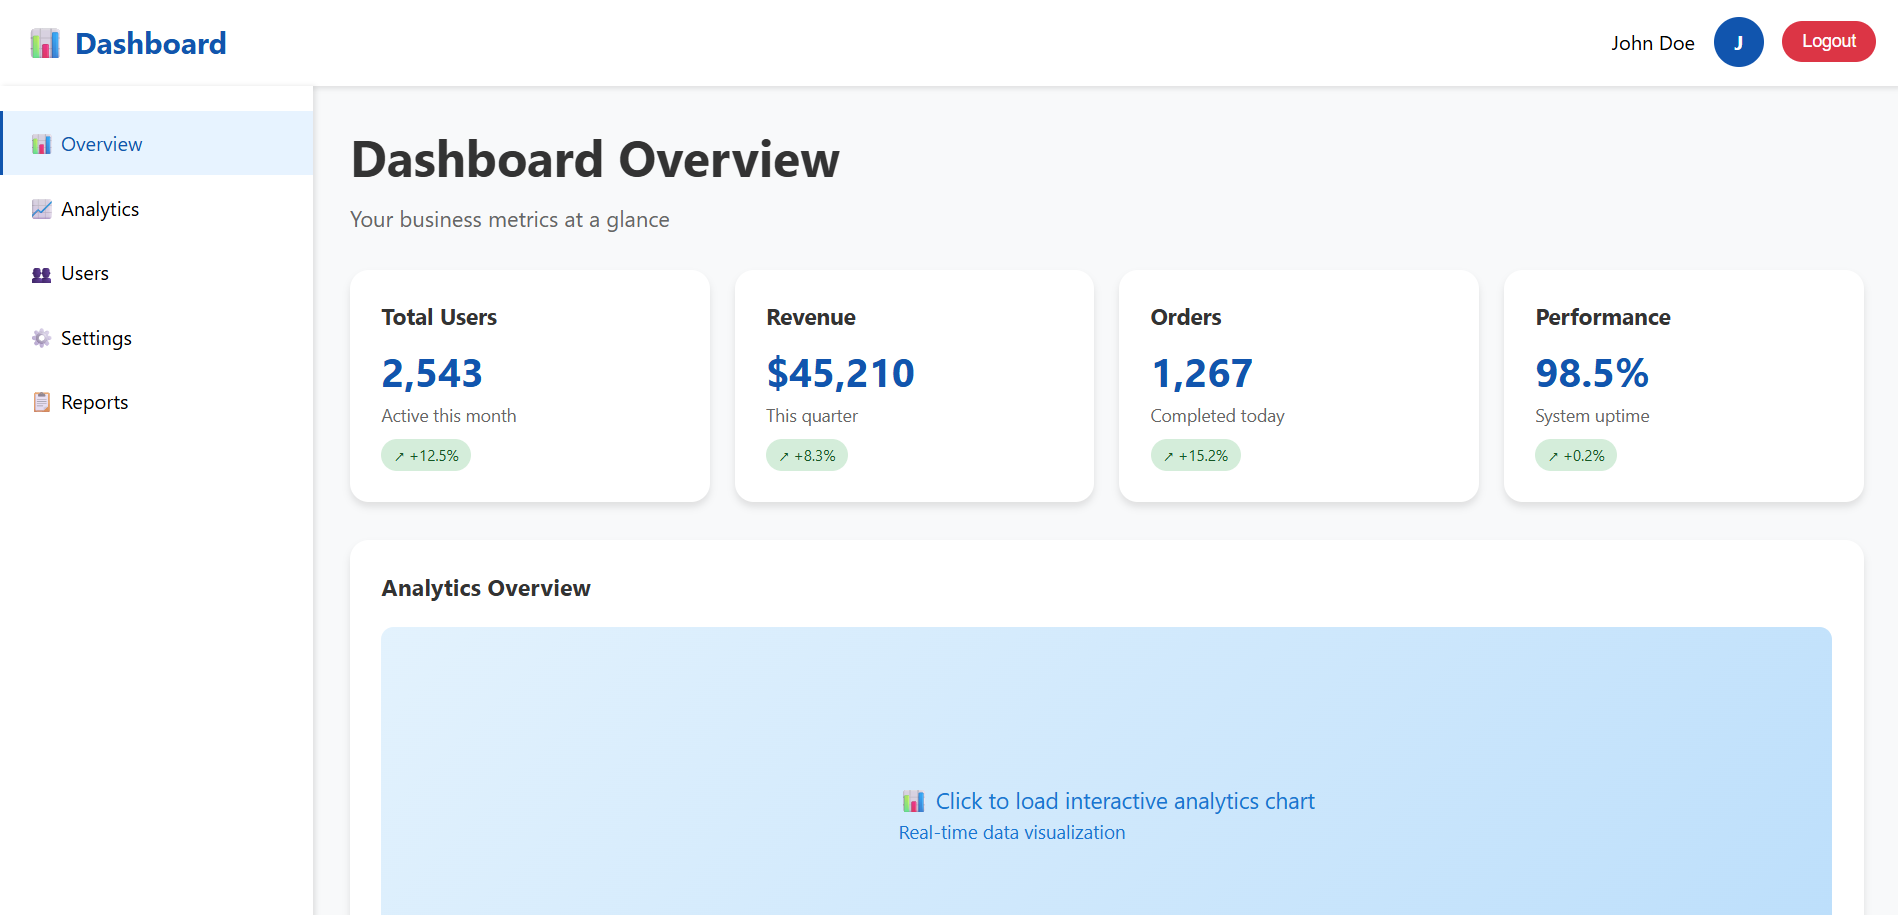 Dashboard
John Doe
J
Logout
Overview
Analytics
Users
Settings
Reports
Dashboard Overview
Your business metrics at a glance
Total Users
2,543
Active this month
↗ +12.5%
Revenue
$45,210
This quarter
↗ +8.3%
Orders
1,267
Completed today
↗ +15.2%
Performance
98.5%
System uptime
↗ +0.2%
Analytics Overview
Click to load interactive analytics chart
Real-time data visualization